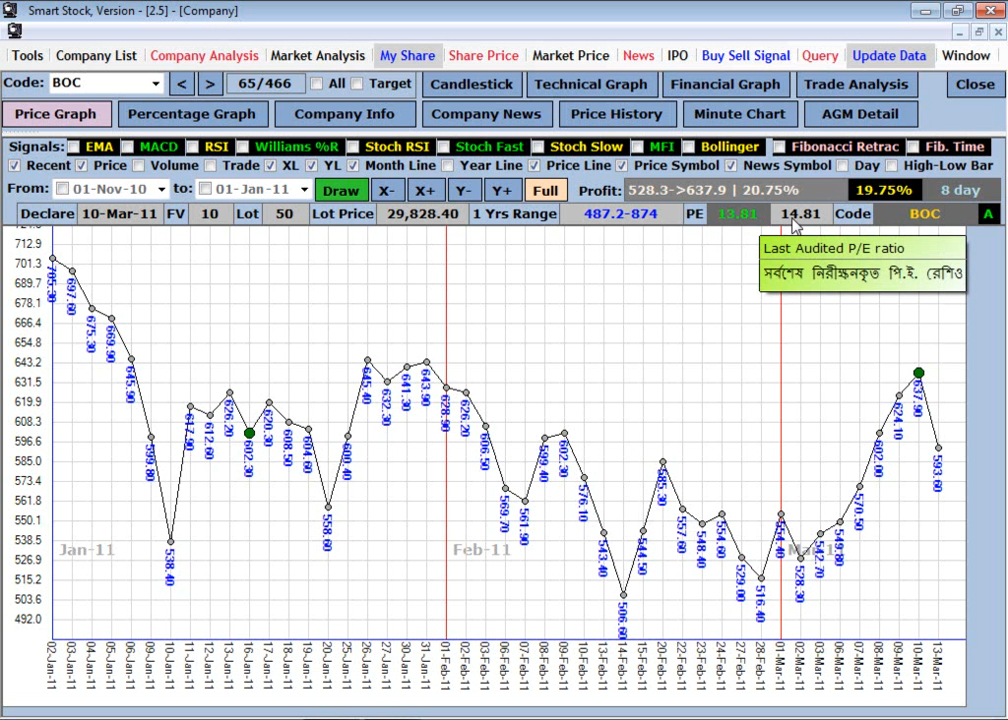 Smart Stock, Version - [2.5] - [Company]
Tools Company List Company Analysis Market Analysis My Share Share Price Market Price News IPO Buy Sell Signal Query Update Data Window
Code: BOC < > 65/466 All Target Candlestick Technical Graph Financial Graph Trade Analysis Close
Price Graph Percentage Graph Company Info Company News Price History Minute Chart AGM Detail
Signals: EMA MACD RSI Williams %R Stoch RSI Stoch Fast Stoch Slow MFI Bollinger Fibonacci Retrac Fib. Time
Recent Price Volume Trade XL YL Month Line Year Line Price Line Price Symbol News Symbol Day High-Low Bar
From: 01-Nov-10 to: 01-Jan-11 Draw X- X+ Y- Y+ Full Profit: 528.3->637.9 | 20.75% 19.75% 8 day
Declare 10-Mar-11 FV 10 Lot 50 Lot Price 29,828.40 1 Yrs Range 487.2-874 PE 13.81 14.81 Code BOC A
Last Audited P/E ratio
সর্বশেষ নিরীক্ষনকৃত পি.ই. রেশিও
712.9
701.3
689.7
678.1
666.4
654.8
643.2
631.5
619.9
608.3
596.6
585.0
573.4
561.8
550.1
538.5
526.9
515.2
503.6
492.0
705.30 697.60 675.30 669.90 645.90 599.80 538.40 617.90 612.60 626.20 602.30 620.30 608.50 604.60 558.60 600.40 645.40 632.30 641.30 643.90 628.90 626.20 606.50 569.70 561.90 599.40 602.30 576.10 543.40 506.60 544.50 585.30 557.60 548.40 554.60 529.00 516.40 554.40 528.30 542.70 549.80 570.50 602.00 624.10 637.90 593.60
Jan-11 Feb-11 Mar-1
02-Jan-11 03-Jan-11 04-Jan-11 05-Jan-11 06-Jan-11 09-Jan-11 10-Jan-11 11-Jan-11 12-Jan-11 13-Jan-11 16-Jan-11 17-Jan-11 18-Jan-11 19-Jan-11 20-Jan-11 25-Jan-11 26-Jan-11 27-Jan-11 30-Jan-11 31-Jan-11 01-Feb-11 02-Feb-11 03-Feb-11 06-Feb-11 07-Feb-11 08-Feb-11 09-Feb-11 10-Feb-11 13-Feb-11 14-Feb-11 15-Feb-11 20-Feb-11 22-Feb-11 23-Feb-11 24-Feb-11 27-Feb-11 28-Feb-11 01-Mar-11 02-Mar-11 03-Mar-11 06-Mar-11 07-Mar-11 08-Mar-11 09-Mar-11 10-Mar-11 13-Mar-11